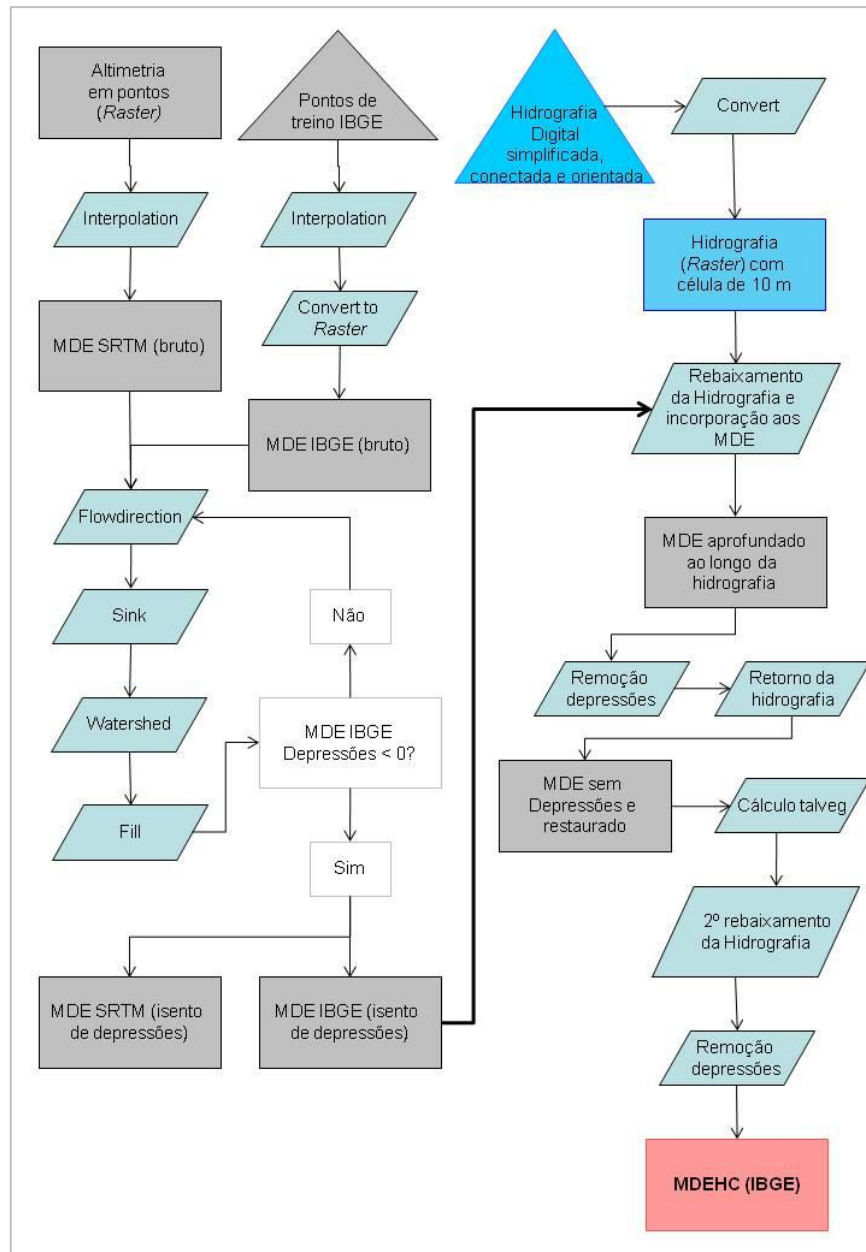 Altimetria
em pontos
(Raster)
Pontos de
treino IBGE
Hidrografia
Digital
simplificada,
conectada e orientada
Convert
Interpolation
Interpolation
Hidrografia
(Raster) com
célula de 10 m
Convert to
Raster
MDE SRTM (bruto)
Rebaixamento
da Hidrografia e
incorporação aos
MDE
MDE IBGE (bruto)
Flowdirection
MDE aprofundado
ao longo da
hidrografia
Sink
Não
Remoção
depressões
Retorno da
hidrografia
Watershed
MDE IBGE
Depressões < 0?
MDE sem
Depressões e
restaurado
Cálculo talveg
Fill
Sim
2º rebaixamento
da Hidrografia
MDE SRTM (isento
de depressões)
MDE IBGE (isento
de depressões)
Remoção
depressões
MDEHC (IBGE)